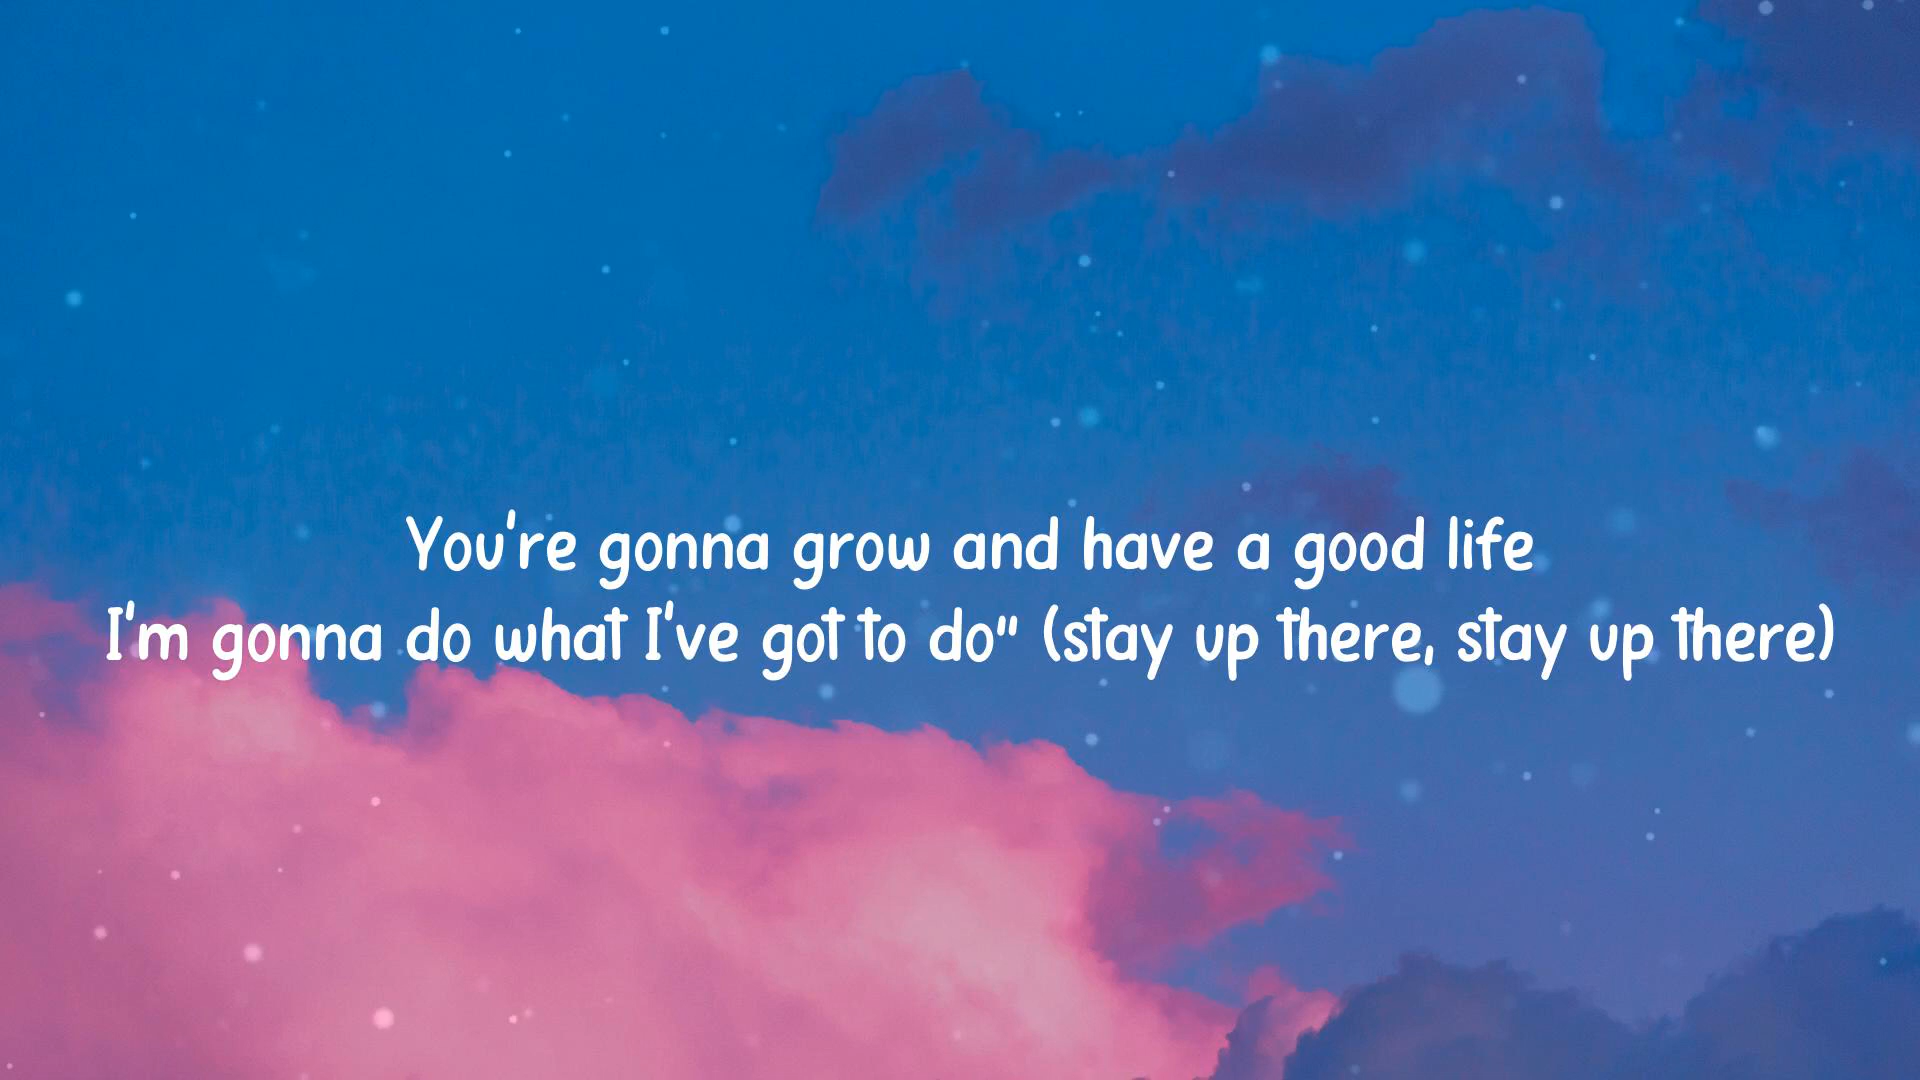 You're gonna grow and have a good life
I'm gonna do what I've got to do" (stay up there, stay up there)